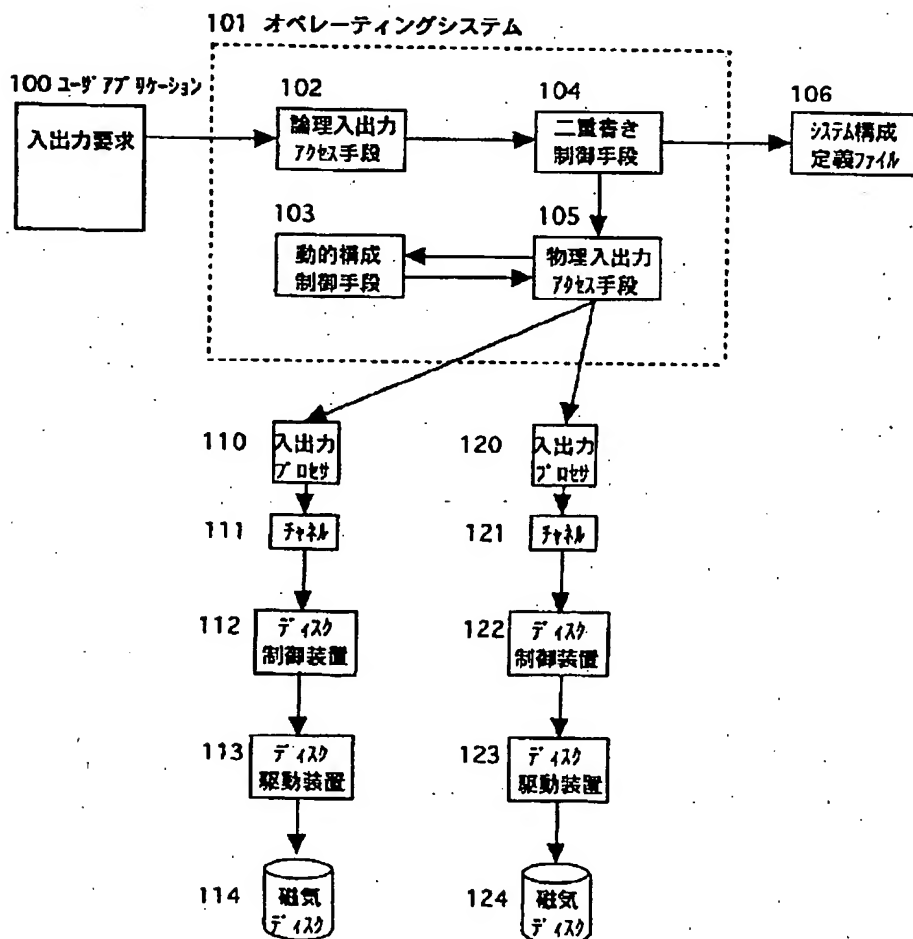 101 オペレーティングシステム
100 ユーザアプリケーション
102
104
106
入出力要求
論理入出力
アクセス手段
二重書き
制御手段
システム構成
定義ファイル
103
105
動的構成
制御手段
物理入出力
アクセス手段
110
入出力
プロセサ
120
入出力
プロセサ
111
チャネル
121
チャネル
112
ディスク
制御装置
122
ディスク
制御装置
113
ディスク
駆動装置
123
ディスク
駆動装置
114
磁気
ディスク
124
磁気
ディスク